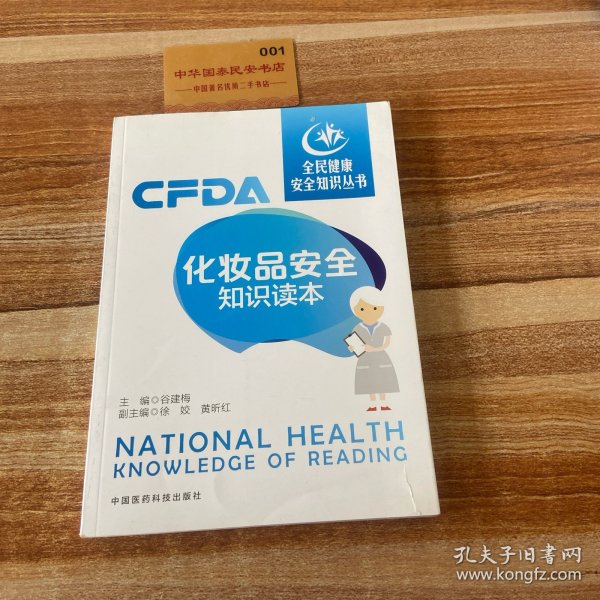 001
中华国泰民安书店
—中国著名优质二手书店—
全民健康
安全知识丛书
CFDA
化妆品安全
知识读本
主 编◎谷建梅
副主编◎徐 姣 黄昕红
NATIONAL HEALTH
KNOWLEDGE OF READING
中国医药科技出版社
孔夫子旧书网
www.kongfz.com